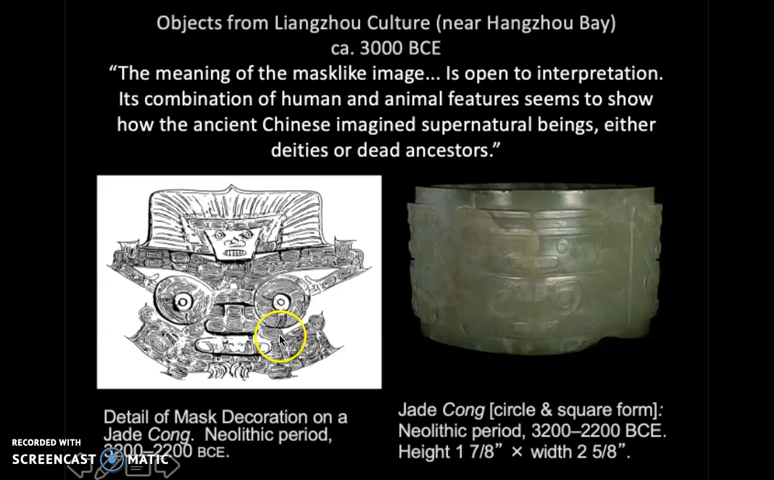 Objects from Liangzhou Culture (near Hangzhou Bay)
ca. 3000 BCE
“The meaning of the masklike image... Is open to interpretation.
Its combination of human and animal features seems to show
how the ancient Chinese imagined supernatural beings, either
deities or dead ancestors.”
Detail of Mask Decoration on a
Jade Cong. Neolithic period,
3200–2200 BCE.
Jade Cong [circle & square form]:
Neolithic period, 3200–2200 BCE.
Height 1 7/8” × width 2 5/8”.
RECORDED WITH
SCREENCAST MATIC